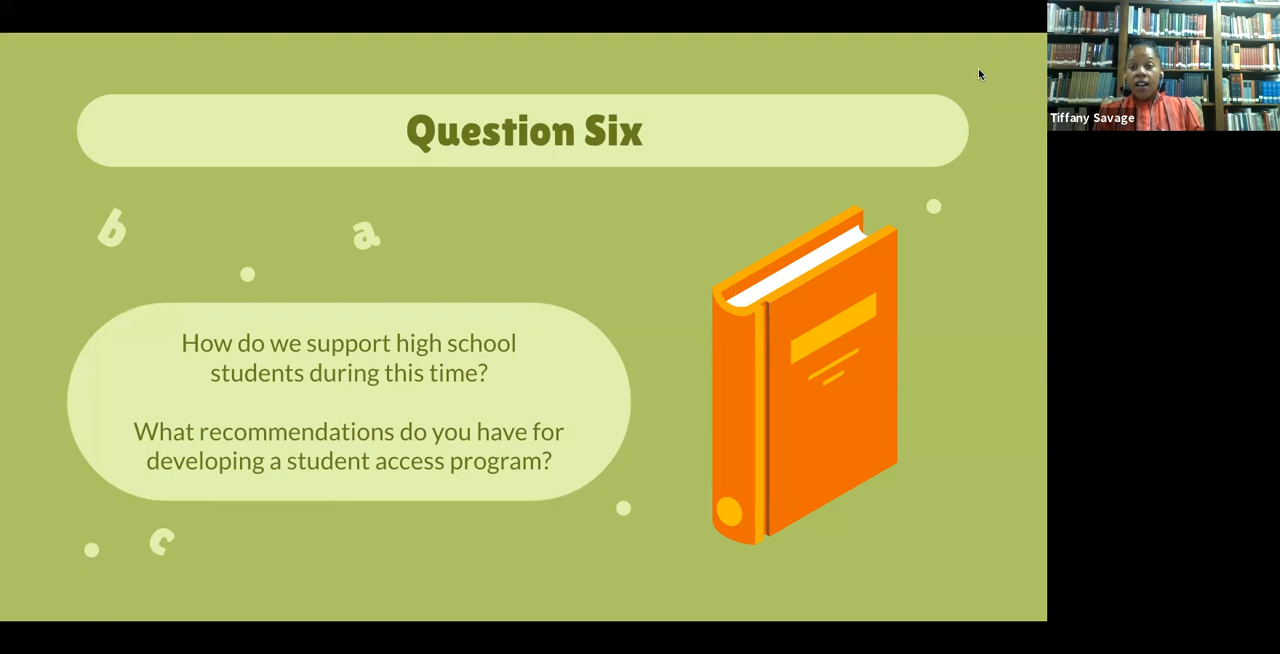 Question Six
Tiffany Savage
b
a
How do we support high school
students during this time?
What recommendations do you have for
developing a student access program?
c